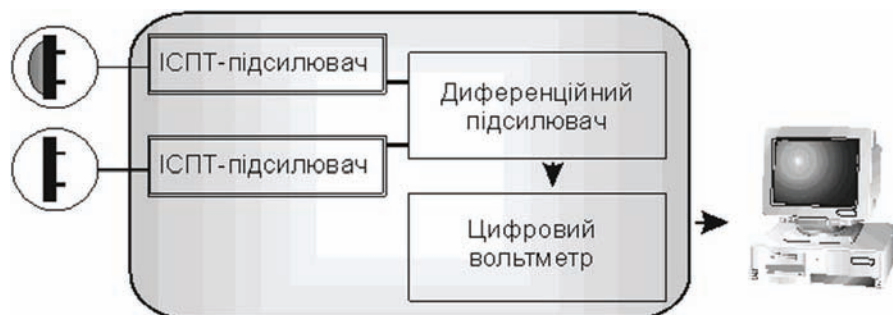 ІСПТ-підсилювач
ІСПТ-підсилювач
Диференційний
підсилювач
Цифровий
вольтметр